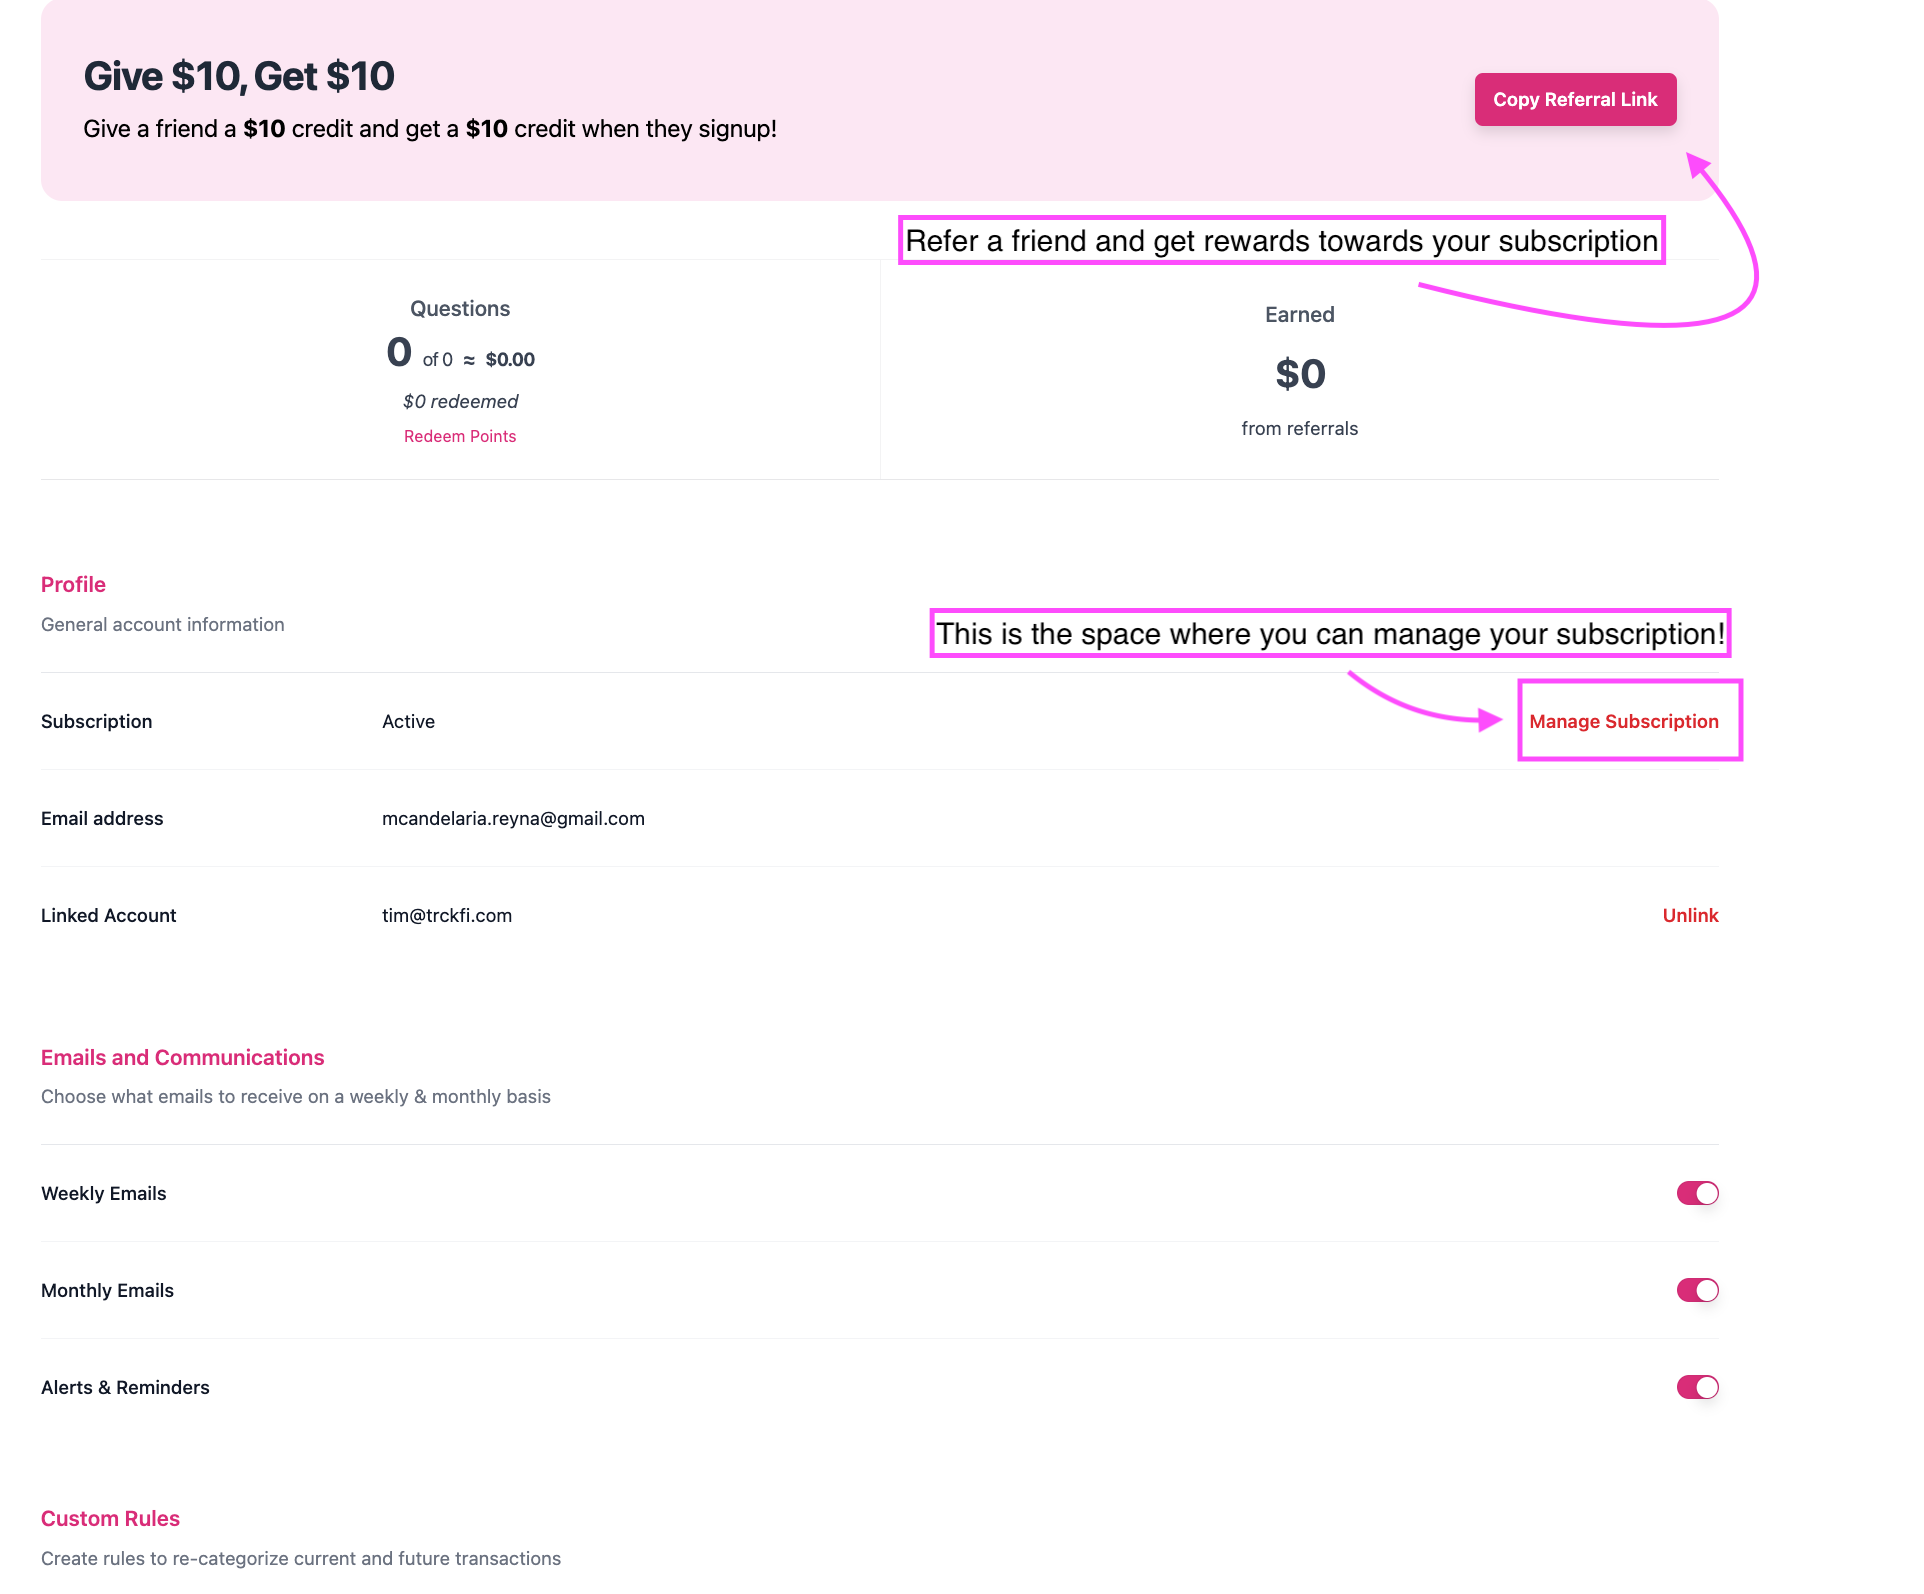 Give $10, Get $10
Give a friend a $10 credit and get a $10 credit when they signup!
Copy Referral Link
Refer a friend and get rewards towards your subscription
Questions
0 of 0 ≈ $0.00
$0 redeemed
Redeem Points
Earned
$0
from referrals
Profile
General account information
This is the space where you can manage your subscription!
Subscription Active Manage Subscription
Email address mcandelaria.reyna@gmail.com
Linked Account tim@trckfi.com Unlink
Emails and Communications
Choose what emails to receive on a weekly & monthly basis
Weekly Emails
Monthly Emails
Alerts & Reminders
Custom Rules
Create rules to re-categorize current and future transactions